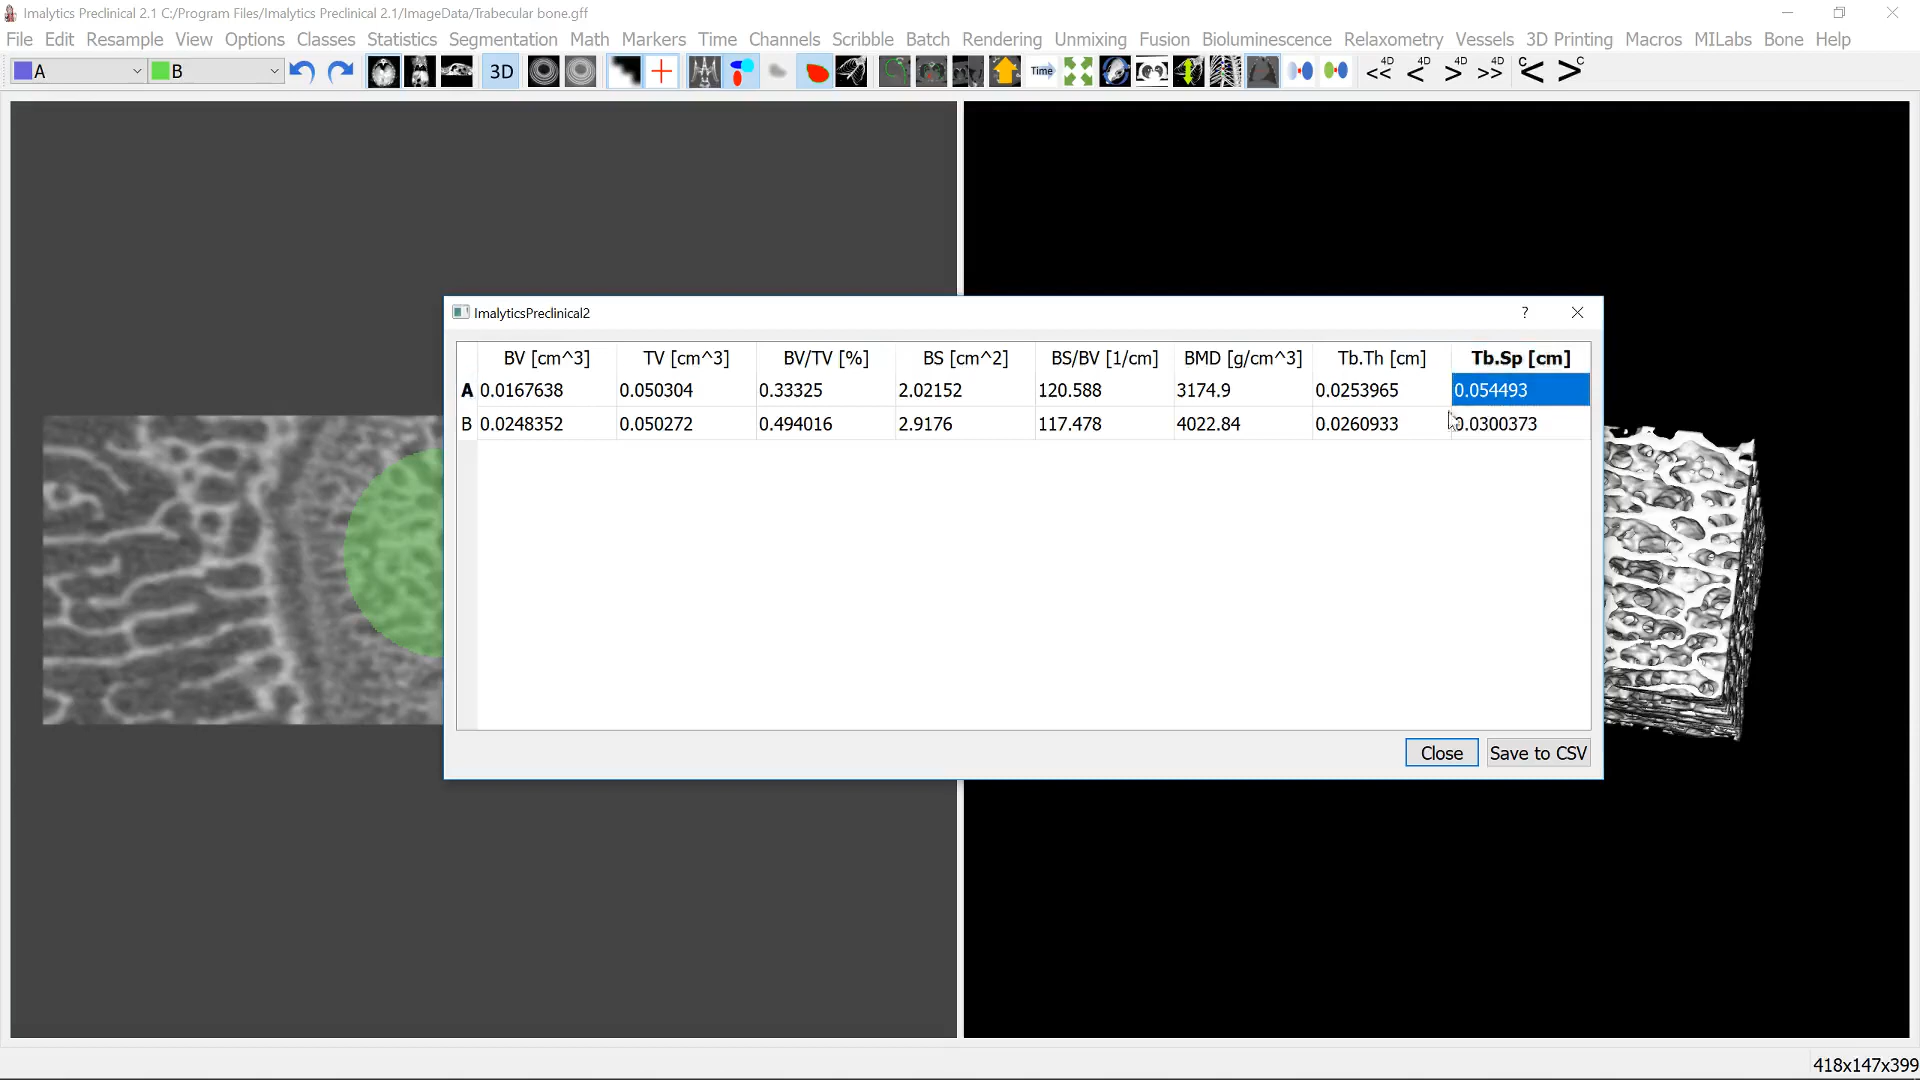 Imalytics Preclinical 2.1 C:/Program Files/Imalytics Preclinical 2.1/ImageData/Trabecular bone.gff
File Edit Resample View Options Classes Statistics Segmentation Math Markers Time Channels Scribble Batch Rendering Unmixing Fusion Bioluminescence Relaxometry Vessels 3D Printing Macros MILabs Bone Help
A B 3D Time 4D 4D 4D 4D C C
ImalyticsPreclinical2 ?
BV [cm^3] TV [cm^3] BV/TV [%] BS [cm^2] BS/BV [1/cm] BMD [g/cm^3] Tb.Th [cm] Tb.Sp [cm]
A 0.0167638 0.050304 0.33325 2.02152 120.588 3174.9 0.0253965 0.054493
B 0.0248352 0.050272 0.494016 2.9176 117.478 4022.84 0.0260933 0.0300373
Close Save to CSV
418x147x399